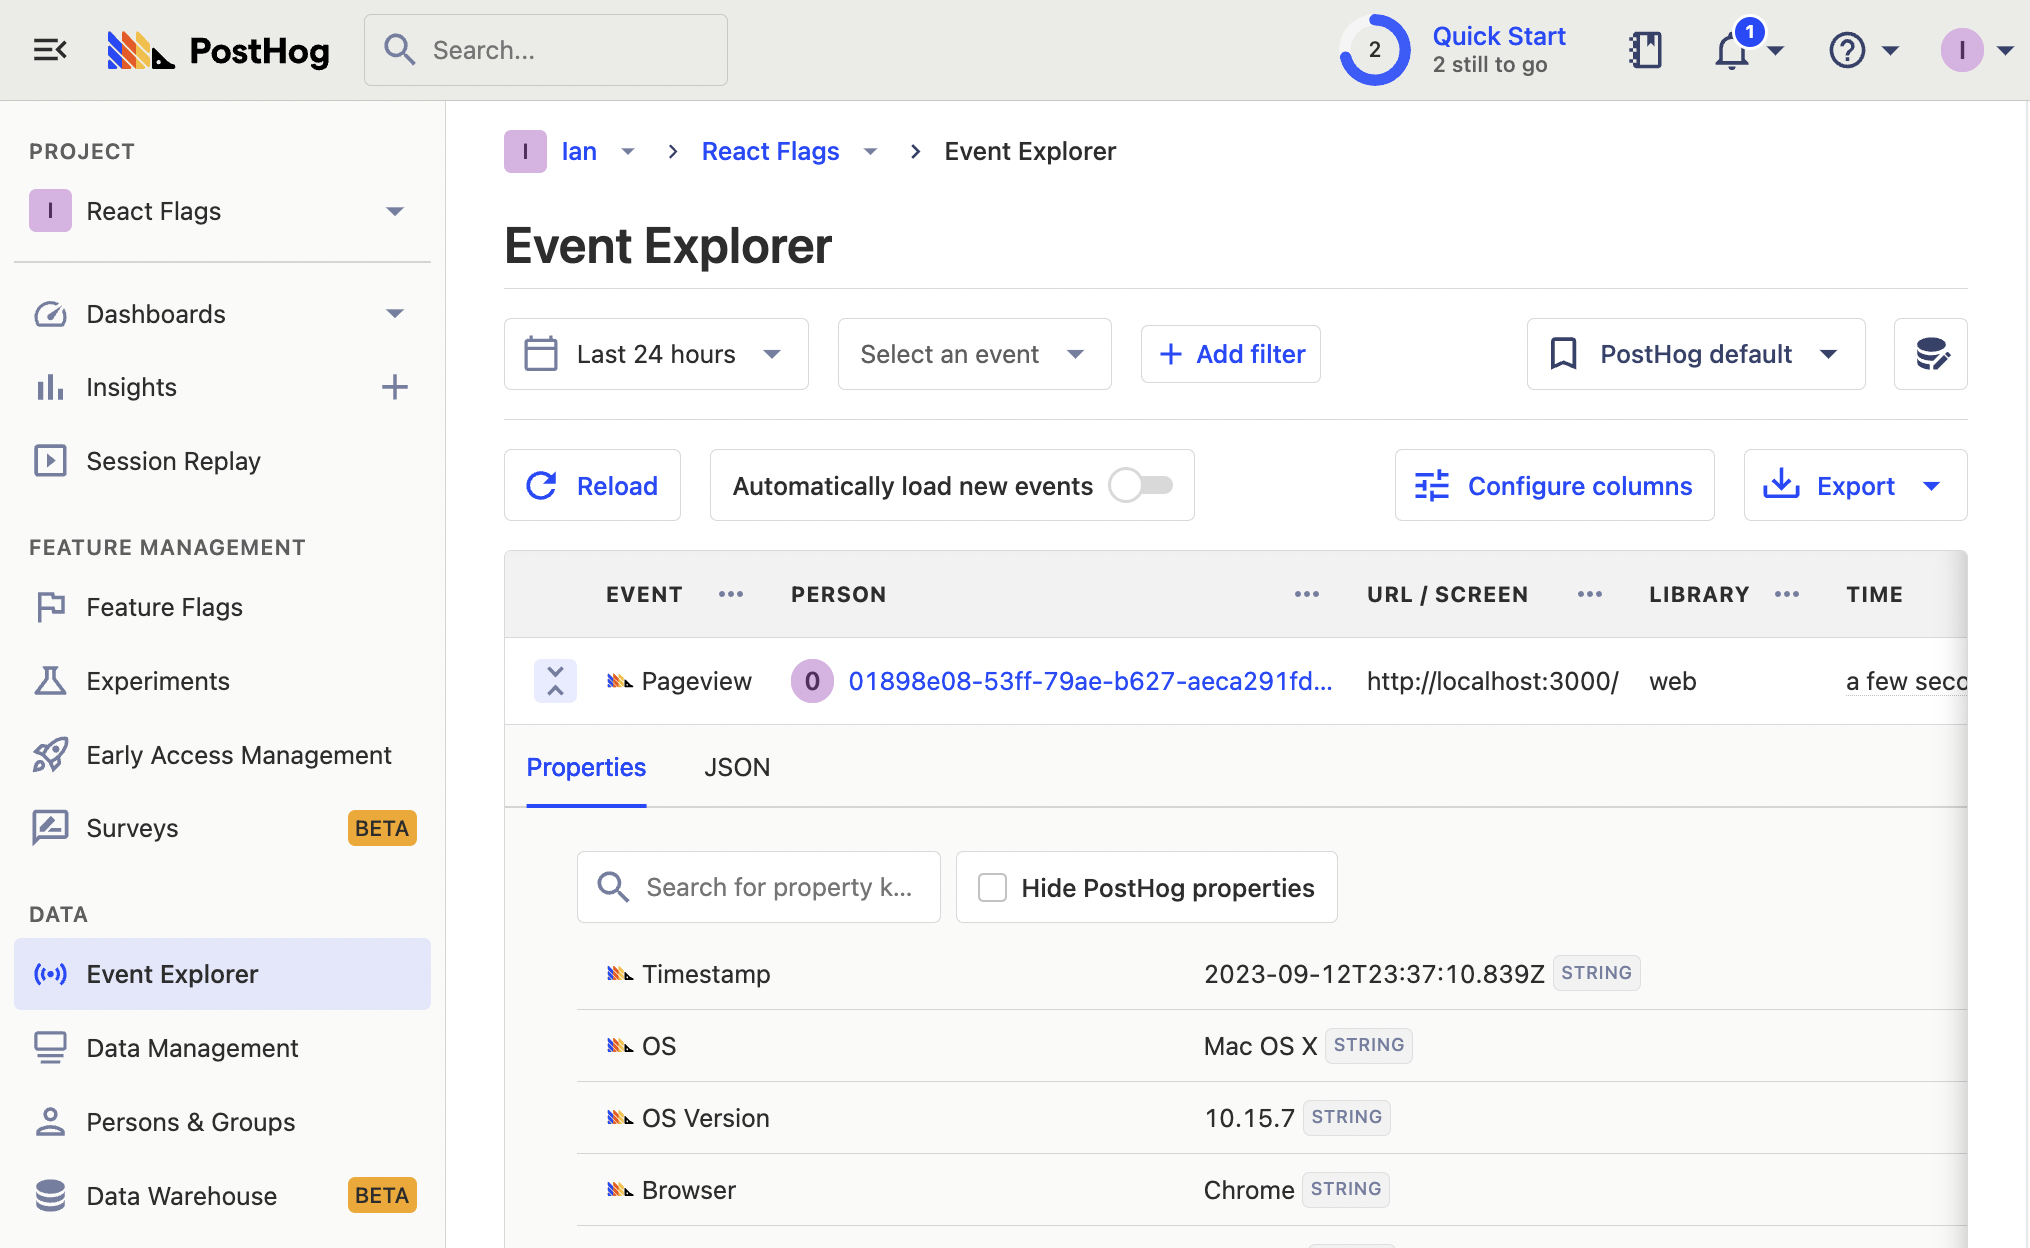 PostHog
Search...
2
Quick Start
2 still to go
1
I
PROJECT
I
React Flags
Dashboards
Insights
Session Replay
FEATURE MANAGEMENT
Feature Flags
Experiments
Early Access Management
Surveys
BETA
DATA
Event Explorer
Data Management
Persons & Groups
Data Warehouse
BETA
I Ian React Flags Event Explorer
Event Explorer
Last 24 hours
Select an event
Add filter
PostHog default
Reload
Automatically load new events
Configure columns
Export
EVENT PERSON URL / SCREEN LIBRARY TIME
Pageview 0 01898e08-53ff-79ae-b627-aeca291fd... http://localhost:3000/ web a few seco
Properties JSON
Search for property k...
Hide PostHog properties
Timestamp 2023-09-12T23:37:10.839Z STRING
OS Mac OS X STRING
OS Version 10.15.7 STRING
Browser Chrome STRING